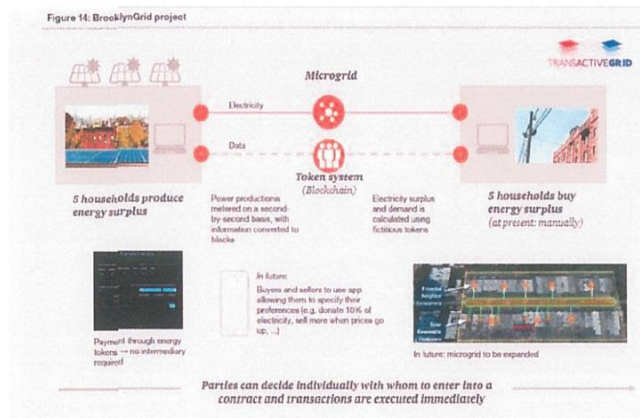 Figure 14: BrooklynGrid project
TRANSACTIVEGRID
Microgrid
Electricity
Data
Token system
(Blockchain)
5 households produce
energy surplus
Power production is
metered on a second-
by-second basis, with
information converted to
blocks
Electricity surplus
and demand is
calculated using
fictitious tokens
5 households buy
energy surplus
(at present: manually)
Payment through energy
tokens → no intermediary
required
In future:
Buyers and sellers to use app
allowing them to specify their
preferences (e.g. donate 10% of
electricity, sell more when prices go
up, ...)
In future: microgrid to be expanded
Parties can decide individually with whom to enter into a
contract and transactions are executed immediately